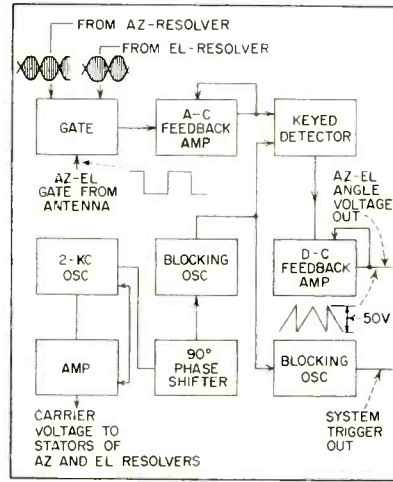 FROM AZ-RESOLVER
FROM EL-RESOLVER
GATE
A-C
FEEDBACK
AMP
KEYED
DETECTOR
AZ-EL
GATE FROM
ANTENNA
AZ-EL
ANGLE
VOLTAGE
OUT
2-KC
OSC
BLOCKING
OSC
D-C
FEEDBACK
AMP
50V
AMP
90°
PHASE
SHIFTER
BLOCKING
OSC
CARRIER
VOLTAGE TO
STATORS OF
AZ AND EL RESOLVERS
SYSTEM
TRIGGER
OUT